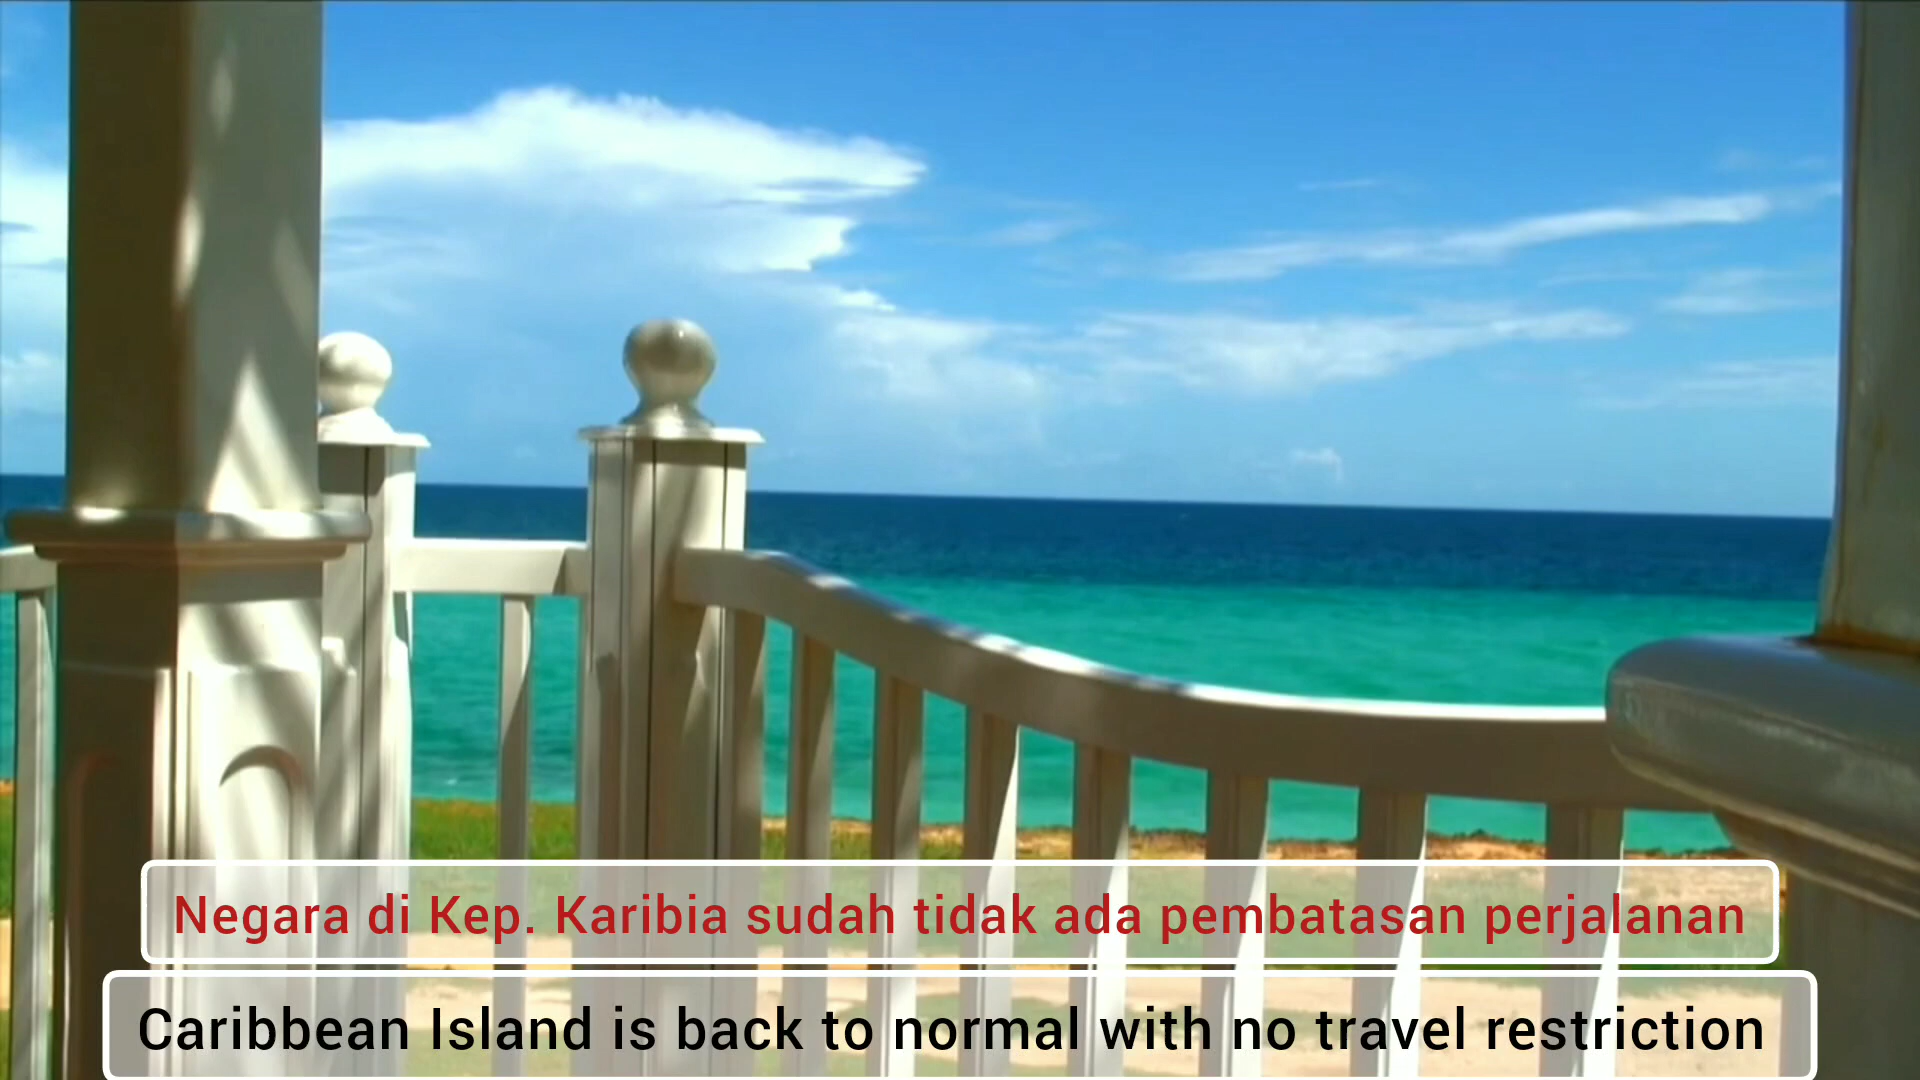 Negara di Kep. Karibia sudah tidak ada pembatasan perjalanan
Caribbean Island is back to normal with no travel restriction